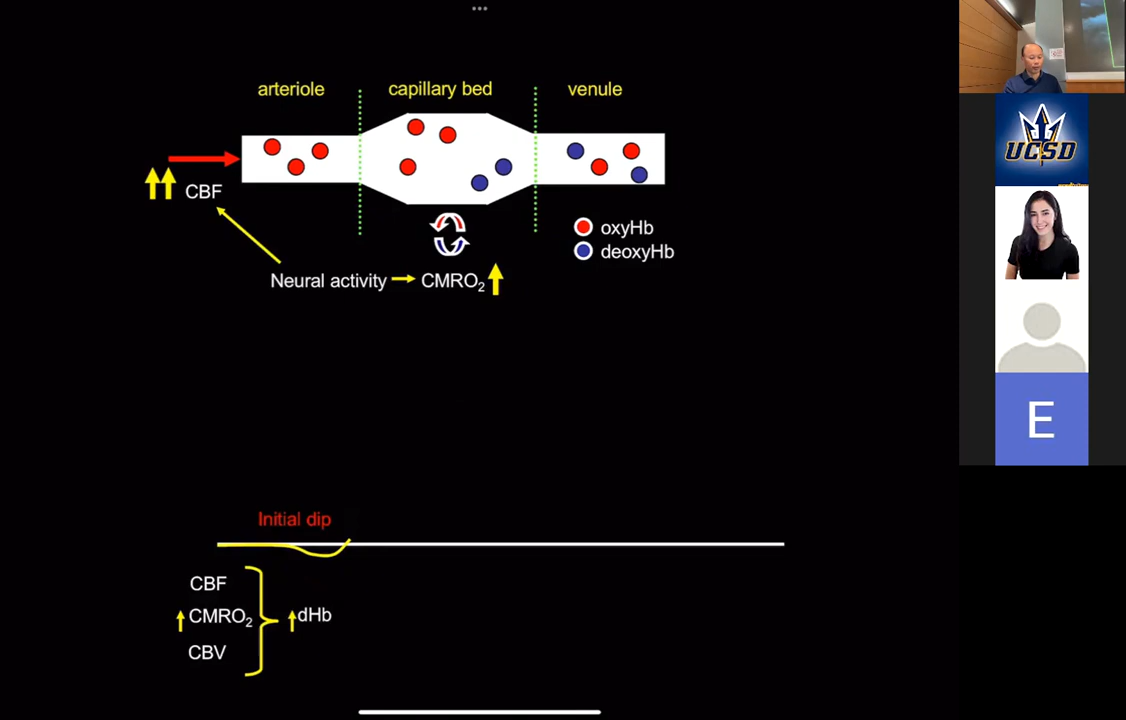 arteriole capillary bed venule
CBF
oxyHb
deoxyHb
Neural activity CMRO2
UCSD
E
Initial dip
CBF
CMRO2
dHb
CBV